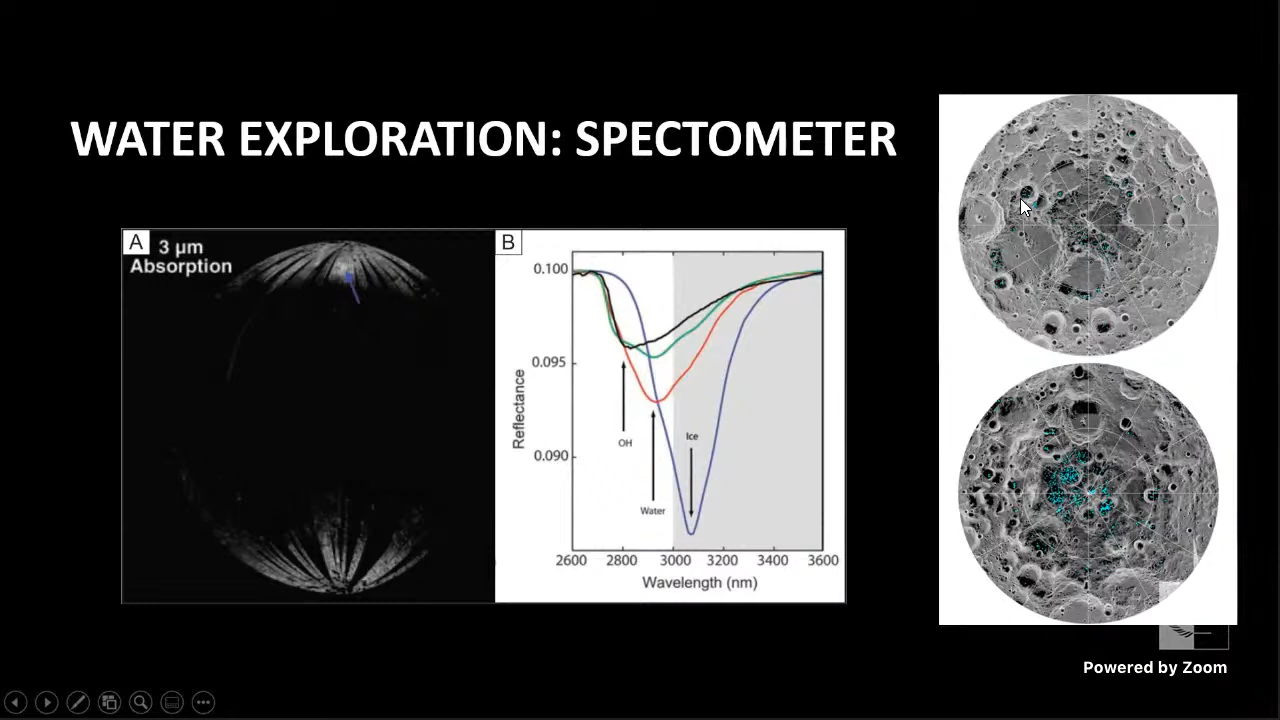 WATER EXPLORATION: SPECTOMETER
A
3 μm
Absorption
B
0.100
0.095
0.090
Reflectance
OH
Water
Ice
2600 2800 3000 3200 3400 3600
Wavelength (nm)
Powered by Zoom